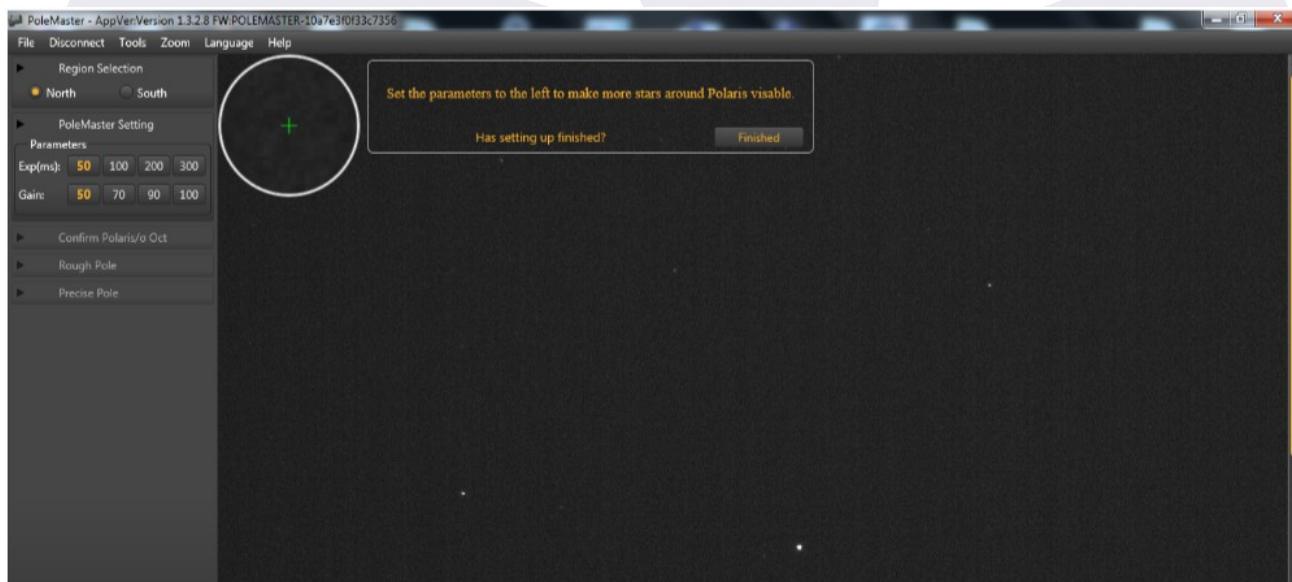 PoleMaster - AppVer:Version 1.3.2.8 FW:POLEMASTER-10a7e3f0f33c7356
File Disconnect Tools Zoom Language Help
Region Selection
North South
Set the parameters to the left to make more stars around Polaris visable.
PoleMaster Setting
Has setting up finished? Finished
Parameters
Exp(ms): 50 100 200 300
Gain: 50 70 90 100
Confirm Polaris/σ Oct
Rough Pole
Precise Pole